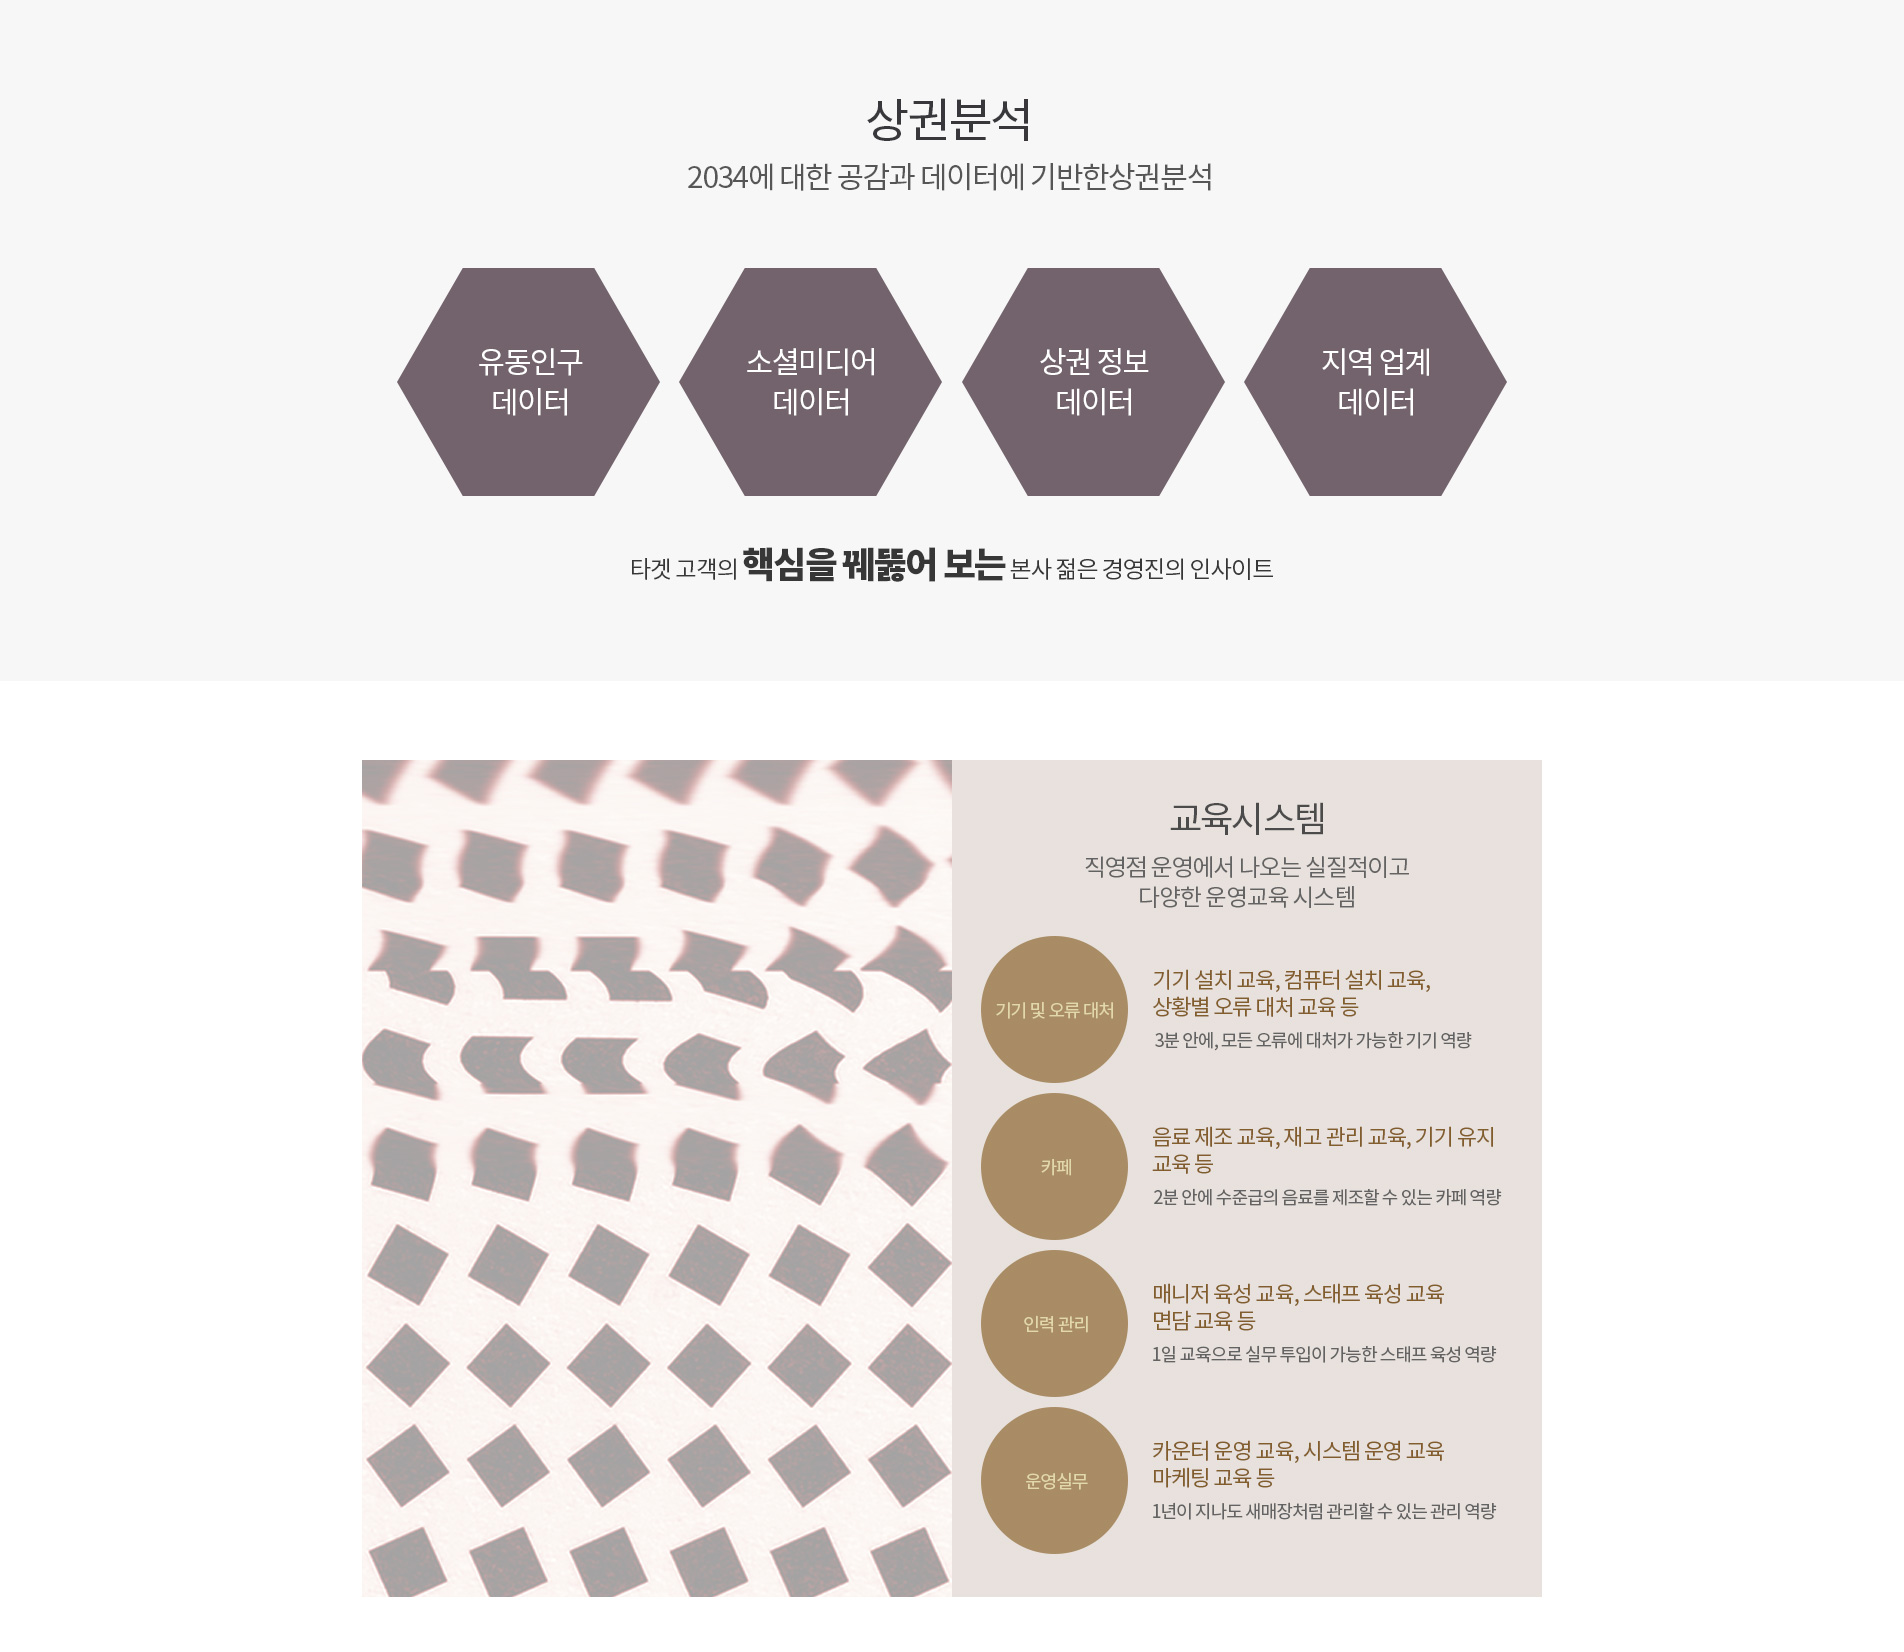 상권분석
2034에 대한 공감과 데이터에 기반한상권분석
유동인구
데이터
소셜미디어
데이터
상권 정보
데이터
지역 업계
데이터
타겟 고객의 핵심을 꿰뚫어 보는 본사 젊은 경영진의 인사이트
교육시스템
직영점 운영에서 나오는 실질적이고
다양한 운영교육 시스템
기기 및 오류 대처
기기 설치 교육, 컴퓨터 설치 교육,
상황별 오류 대처 교육 등
3분 안에, 모든 오류에 대처가 가능한 기기 역량
카페
음료 제조 교육, 재고 관리 교육, 기기 유지
교육 등
2분 안에 수준급의 음료를 제조할 수 있는 카페 역량
인력 관리
매니저 육성 교육, 스태프 육성 교육
면담 교육 등
1일 교육으로 실무 투입이 가능한 스태프 육성 역량
운영실무
카운터 운영 교육, 시스템 운영 교육
마케팅 교육 등
1년이 지나도 새매장처럼 관리할 수 있는 관리 역량